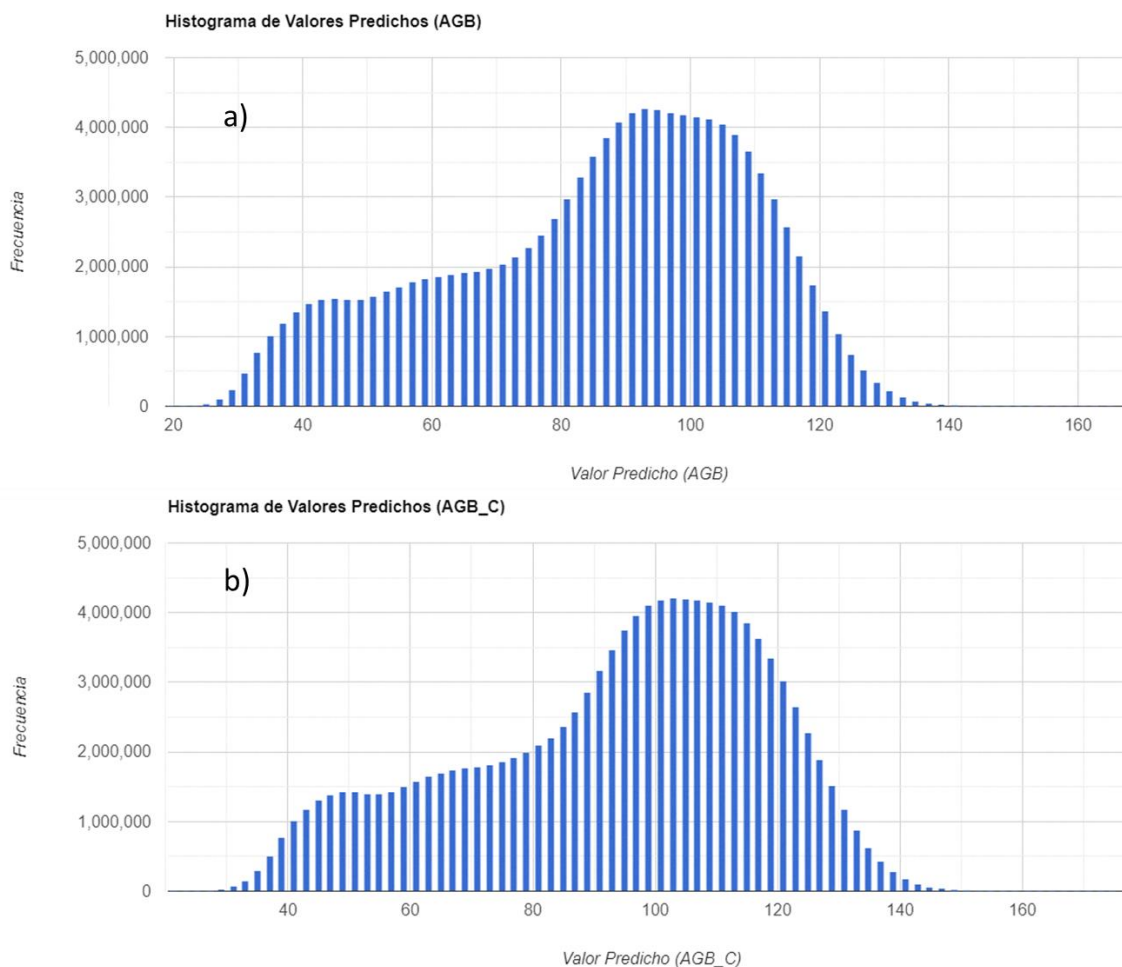 Histograma de Valores Predichos (AGB)
5,000,000
a)
4,000,000
3,000,000
Frecuencia
2,000,000
1,000,000
0
20 40 60 80 100 120 140 160
Valor Predicho (AGB)
Histograma de Valores Predichos (AGB_C)
5,000,000
b)
4,000,000
3,000,000
Frecuencia
2,000,000
1,000,000
0
40 60 80 100 120 140 160
Valor Predicho (AGB_C)